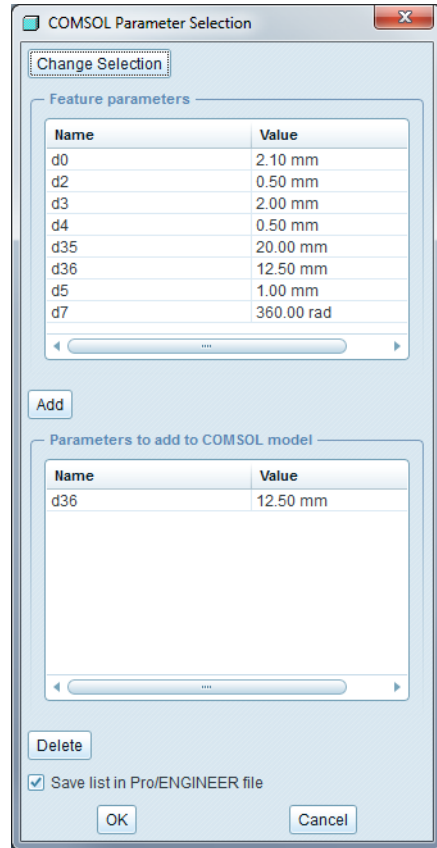 COMSOL Parameter Selection
Change Selection
Feature parameters
Name Value
d0 2.10 mm
d2 0.50 mm
d3 2.00 mm
d4 0.50 mm
d35 20.00 mm
d36 12.50 mm
d5 1.00 mm
d7 360.00 rad
Add
Parameters to add to COMSOL model
Name Value
d36 12.50 mm
Delete
Save list in Pro/ENGINEER file
OK Cancel